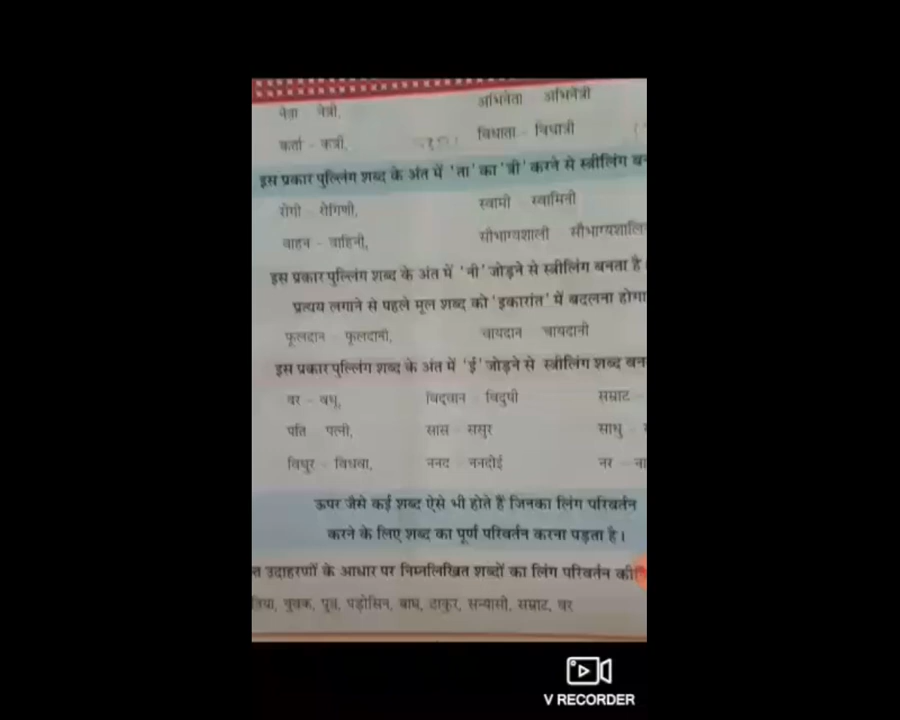 नेता नेत्री,
अभिनेता अभिनेत्री
कर्ता - कर्त्री,
विधाता - विधात्री
इस प्रकार पुल्लिंग शब्द के अंत में 'ता' का 'त्री' करने से स्त्रीलिंग बन
रोगी - रोगिणी,
स्वामी स्वामिनी
वाहन - वाहिनी,
सौभाग्यशाली सौभाग्यशालि
इस प्रकार पुल्लिंग शब्द के अंत में 'नी' जोड़ने से स्त्रीलिंग बनता है।
प्रत्यय लगाने से पहले मूल शब्द को 'इकारांत' में बदलना होगा
फूलदान - फूलदानी,
चायदान चायदानी
इस प्रकार पुल्लिंग शब्द के अंत में 'ई' जोड़ने से स्त्रीलिंग शब्द बन
वर - वधू,
विद्वान - विदुषी
सम्राट -
पति पत्नी,
सास - ससुर
साधु -
विधुर - विधवा,
ननद - ननदोई
नर - ना
ऊपर जैसे कई शब्द ऐसे भी होते हैं जिनका लिंग परिवर्तन
करने के लिए शब्द का पूर्ण परिवर्तन करना पड़ता है।
उदाहरणों के आधार पर निम्नलिखित शब्दों का लिंग परिवर्तन की
युवक, पुत्र, पड़ोसिन, बाघ, ठाकुर, सन्यासी, सम्राट, वर
V RECORDER